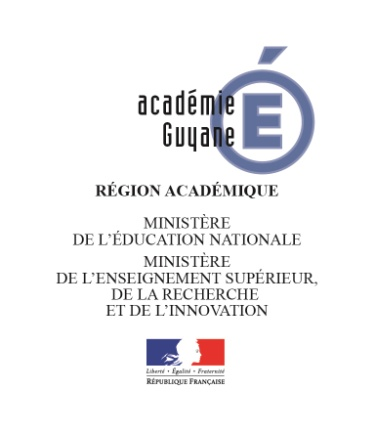 académie
Guyane
É
RÉGION ACADÉMIQUE
MINISTÈRE
DE L'ÉDUCATION NATIONALE
MINISTÈRE
DE L'ENSEIGNEMENT SUPÉRIEUR,
DE LA RECHERCHE
ET DE L'INNOVATION
Liberté • Égalité • Fraternité
RÉPUBLIQUE FRANÇAISE